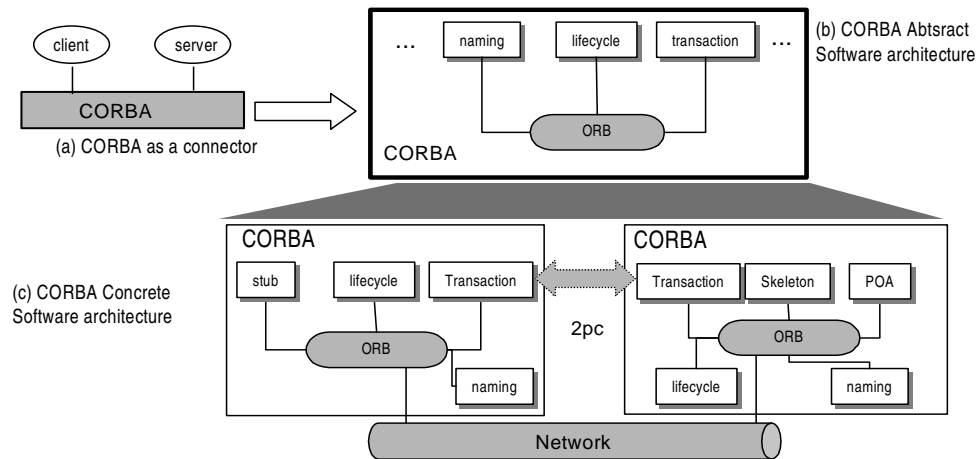 client
server
CORBA
(a) CORBA as a connector
...
naming
lifecycle
transaction
...
ORB
CORBA
(b) CORBA Abtsract
Software architecture
(c) CORBA Concrete
Software architecture
CORBA
stub
lifecycle
Transaction
ORB
naming
2pc
CORBA
Transaction
Skeleton
POA
ORB
lifecycle
naming
Network